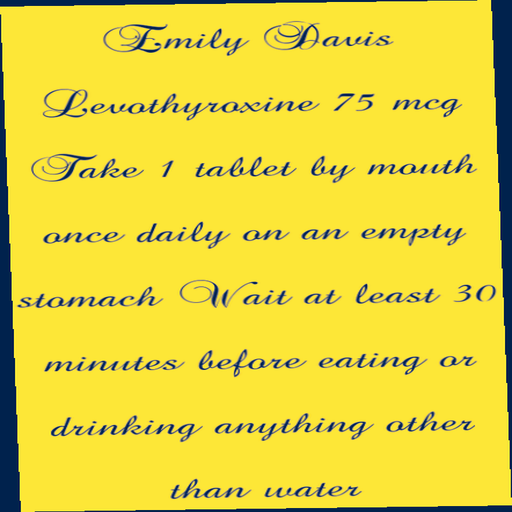 Emily Davis
Levothyroxine 75 mcg
Take 1 tablet by mouth
once daily on an empty
stomach Wait at least 30
minutes before eating or
drinking anything other
than water